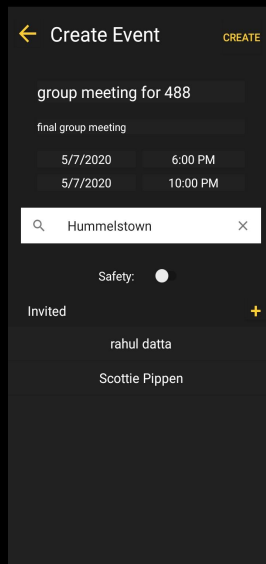 Create Event CREATE
group meeting for 488
final group meeting
5/7/2020 6:00 PM
5/7/2020 10:00 PM
Hummelstown
Safety:
Invited
rahul datta
Scottie Pippen